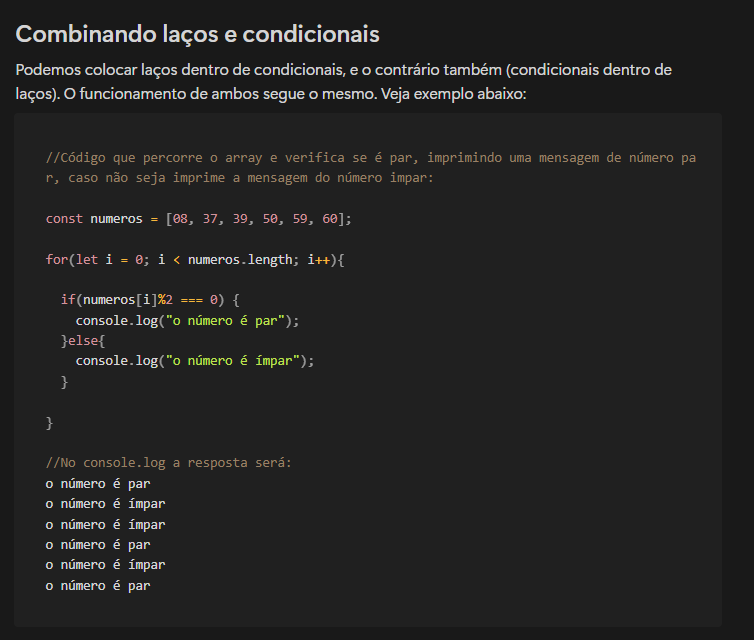 Combinando laços e condicionais
Podemos colocar laços dentro de condicionais, e o contrário também (condicionais dentro de
laços). O funcionamento de ambos segue o mesmo. Veja exemplo abaixo:
//Código que percorre o array e verifica se é par, imprimindo uma mensagem de número pa
r, caso não seja imprime a mensagem do número impar:
const numeros = [08, 37, 39, 50, 59, 60];
for(let i = 0; i < numeros.length; i++){
if(numeros[i]%2 === 0) {
console.log("o número é par");
}else{
console.log("o número é ímpar");
}
}
//No console.log a resposta será:
o número é par
o número é ímpar
o número é ímpar
o número é par
o número é ímpar
o número é par